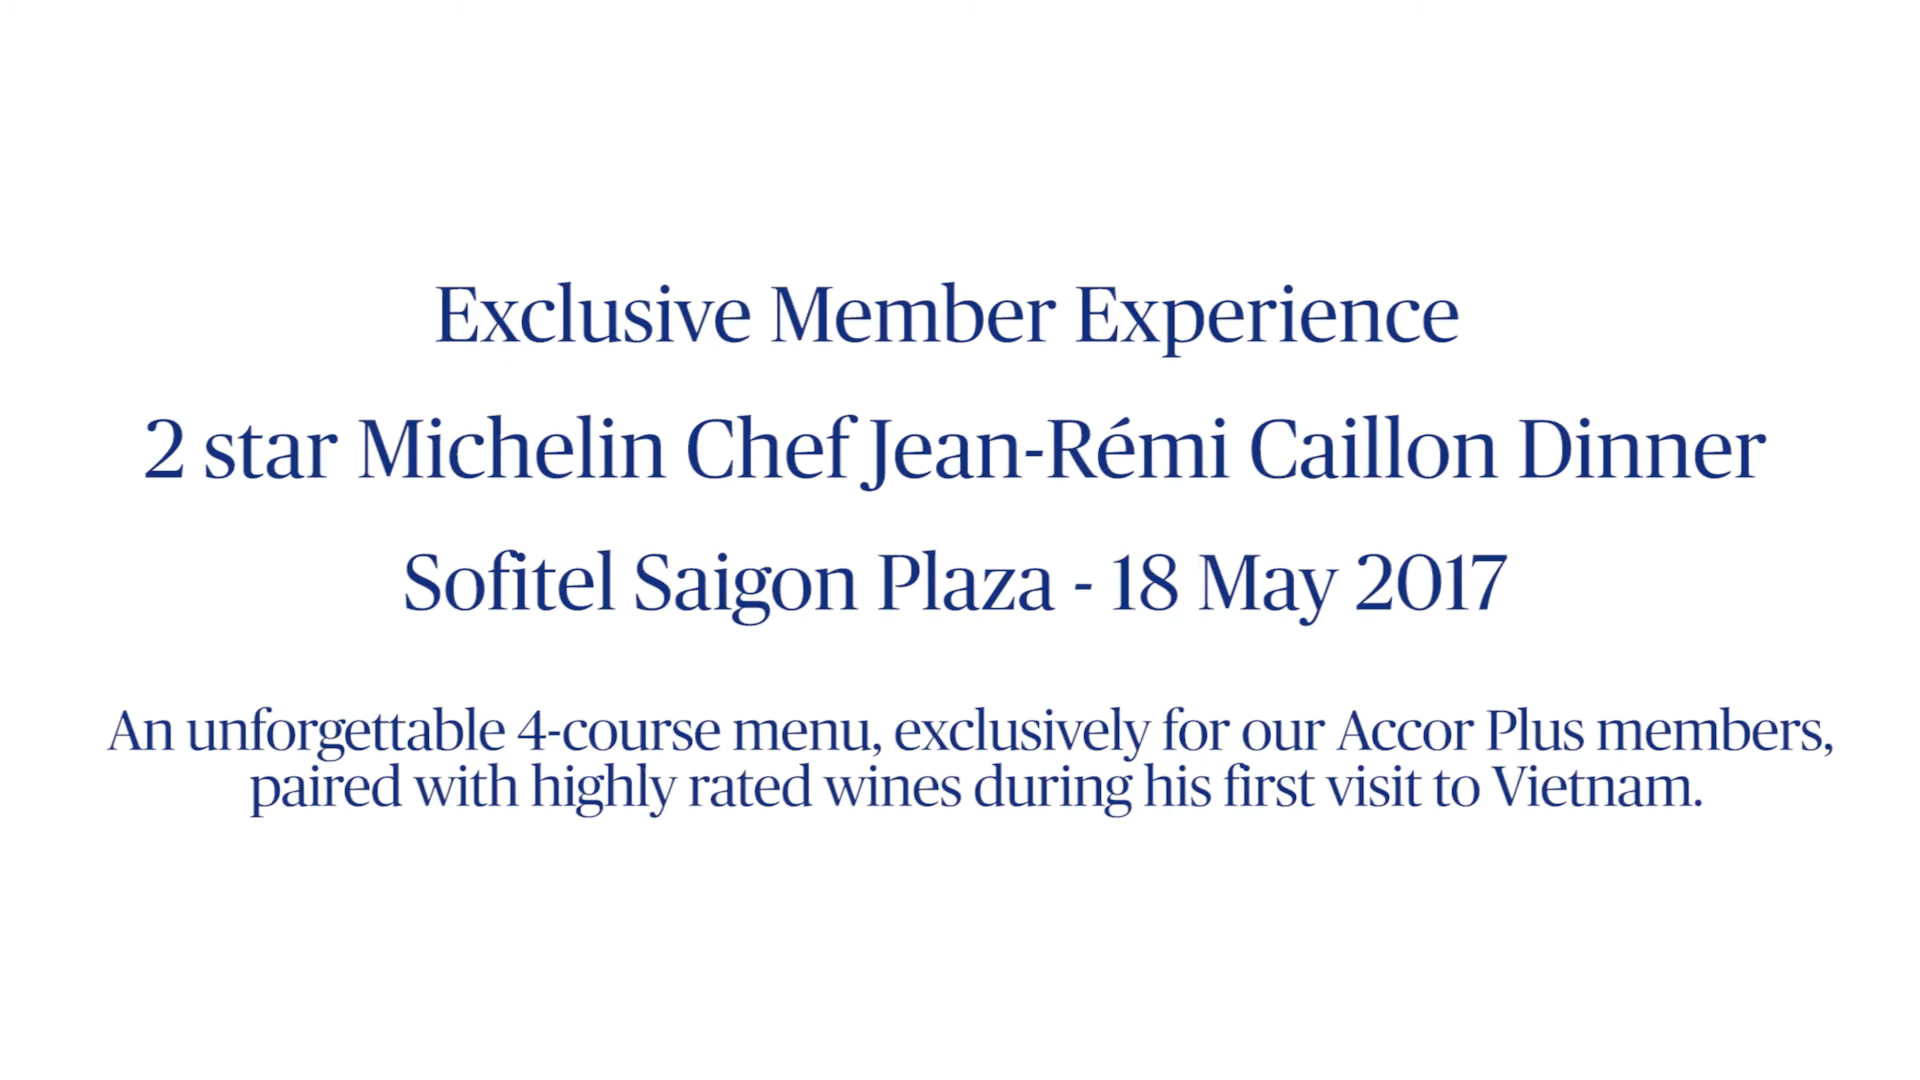 Exclusive Member Experience
2 star Michelin Chef Jean-Rémi Caillon Dinner
Sofitel Saigon Plaza - 18 May 2017
An unforgettable 4-course menu, exclusively for our Accor Plus members,
paired with highly rated wines during his first visit to Vietnam.